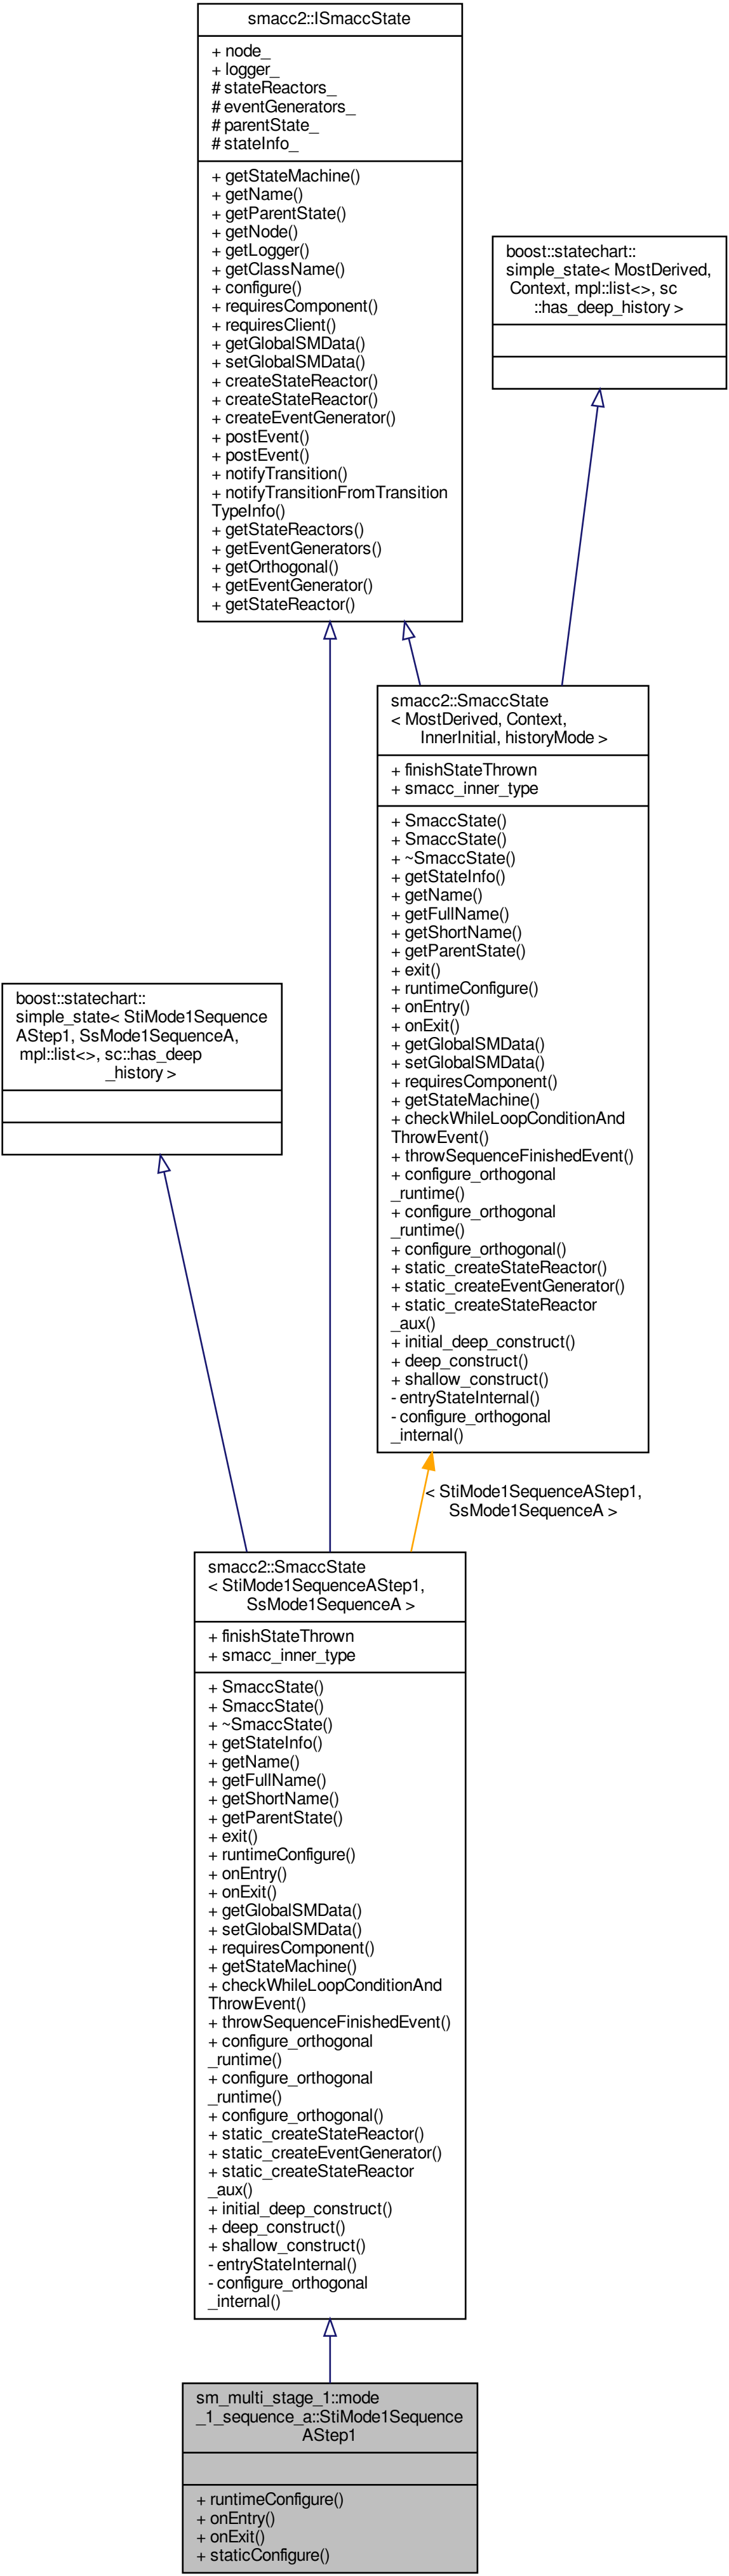 smacc2::ISmaccState
+ node_
+ logger_
# stateReactors_
# eventGenerators_
# parentState_
# stateInfo_
+ getStateMachine()
+ getName()
+ getParentState()
+ getNode()
+ getLogger()
+ getClassName()
+ configure()
+ requiresComponent()
+ requiresClient()
+ getGlobalSMData()
+ setGlobalSMData()
+ createStateReactor()
+ createStateReactor()
+ createEventGenerator()
+ postEvent()
+ postEvent()
+ notifyTransition()
+ notifyTransitionFromTransition
TypeInfo()
+ getStateReactors()
+ getEventGenerators()
+ getOrthogonal()
+ getEventGenerator()
+ getStateReactor()
boost::statechart::
simple_state< MostDerived,
Context, mpl::list<>, sc
::has_deep_history >
smacc2::SmaccState
< MostDerived, Context,
InnerInitial, historyMode >
+ finishStateThrown
+ smacc_inner_type
+ SmaccState()
+ SmaccState()
+ ~SmaccState()
+ getStateInfo()
+ getName()
+ getFullName()
+ getShortName()
+ getParentState()
+ exit()
+ runtimeConfigure()
+ onEntry()
+ onExit()
+ getGlobalSMData()
+ setGlobalSMData()
+ requiresComponent()
+ getStateMachine()
+ checkWhileLoopConditionAnd
ThrowEvent()
+ throwSequenceFinishedEvent()
+ configure_orthogonal
_runtime()
+ configure_orthogonal
_runtime()
+ configure_orthogonal()
+ static_createStateReactor()
+ static_createEventGenerator()
+ static_createStateReactor
_aux()
+ initial_deep_construct()
+ deep_construct()
+ shallow_construct()
- entryStateInternal()
- configure_orthogonal
_internal()
boost::statechart::
simple_state< StiMode1Sequence
AStep1, SsMode1SequenceA,
mpl::list<>, sc::has_deep
_history >
< StiMode1SequenceAStep1,
SsMode1SequenceA >
smacc2::SmaccState
< StiMode1SequenceAStep1,
SsMode1SequenceA >
+ finishStateThrown
+ smacc_inner_type
+ SmaccState()
+ SmaccState()
+ ~SmaccState()
+ getStateInfo()
+ getName()
+ getFullName()
+ getShortName()
+ getParentState()
+ exit()
+ runtimeConfigure()
+ onEntry()
+ onExit()
+ getGlobalSMData()
+ setGlobalSMData()
+ requiresComponent()
+ getStateMachine()
+ checkWhileLoopConditionAnd
ThrowEvent()
+ throwSequenceFinishedEvent()
+ configure_orthogonal
_runtime()
+ configure_orthogonal
_runtime()
+ configure_orthogonal()
+ static_createStateReactor()
+ static_createEventGenerator()
+ static_createStateReactor
_aux()
+ initial_deep_construct()
+ deep_construct()
+ shallow_construct()
- entryStateInternal()
- configure_orthogonal
_internal()
sm_multi_stage_1::mode
_1_sequence_a::StiMode1Sequence
AStep1
+ runtimeConfigure()
+ onEntry()
+ onExit()
+ staticConfigure()